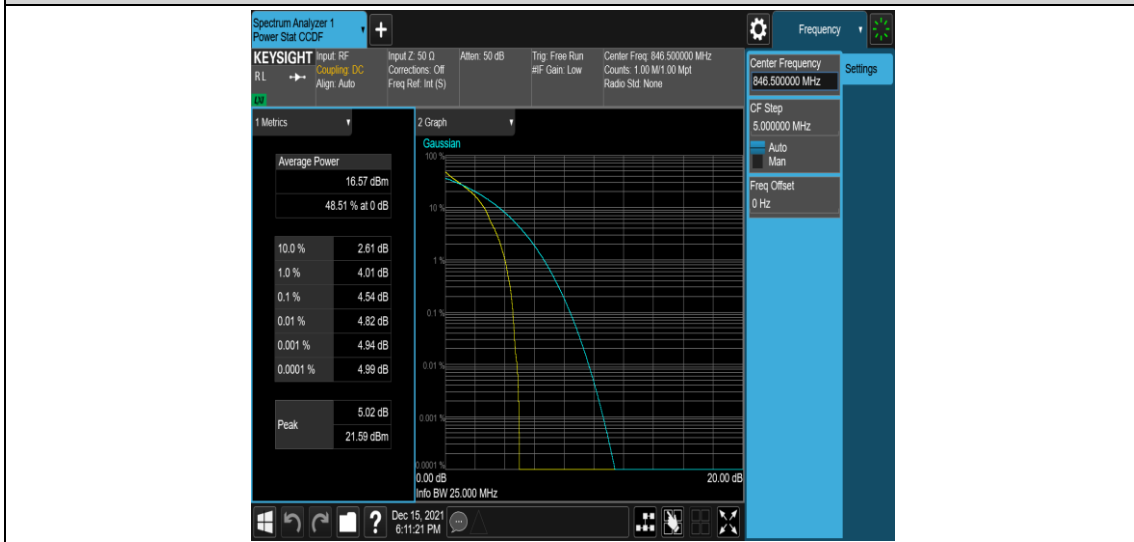 Spectrum Analyzer 1
Power Stat CCDF
Frequency
KEYSIGHT
RL
Input: RF
Coupling: DC
Align: Auto
Input Z: 50 Ω
Corrections: Off
Freq Ref: Int (S)
Atten: 50 dB
Trig: Free Run
#IF Gain: Low
Center Freq: 846.500000 MHz
Counts: 1.00 M/1.00 Mpt
Radio Std: None
Center Frequency
846.500000 MHz
Settings
CF Step
5.000000 MHz
Auto
Man
Freq Offset
0 Hz
1 Metrics
Average Power
16.57 dBm
48.51 % at 0 dB
10.0 % 2.61 dB
1.0 % 4.01 dB
0.1 % 4.54 dB
0.01 % 4.82 dB
0.001 % 4.94 dB
0.0001 % 4.99 dB
Peak
5.02 dB
21.59 dBm
2 Graph
Gaussian
100 %
10 %
1 %
0.1 %
0.01 %
0.001 %
0.0001 %
0.00 dB 20.00 dB
Info BW 25.000 MHz
Dec 15, 2021
6:11:21 PM